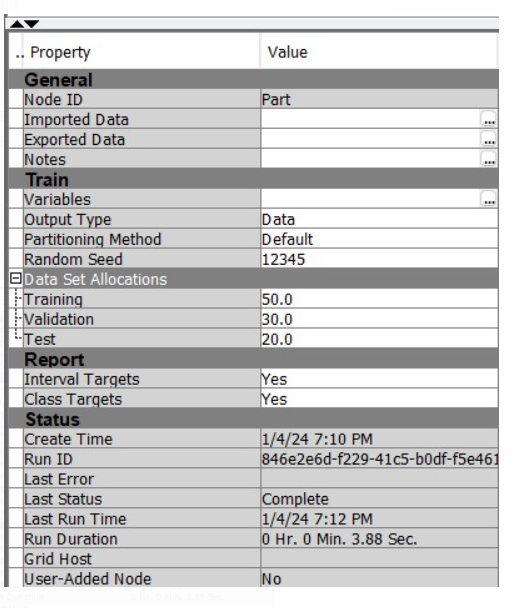 .. Property Value
General
Node ID Part
Imported Data ...
Exported Data ...
Notes ...
Train
Variables ...
Output Type Data
Partitioning Method Default
Random Seed 12345
Data Set Allocations
Training 50.0
Validation 30.0
Test 20.0
Report
Interval Targets Yes
Class Targets Yes
Status
Create Time 1/4/24 7:10 PM
Run ID 846e2e6d-f229-41c5-b0df-f5e461
Last Error
Last Status Complete
Last Run Time 1/4/24 7:12 PM
Run Duration 0 Hr. 0 Min. 3.88 Sec.
Grid Host
User-Added Node No